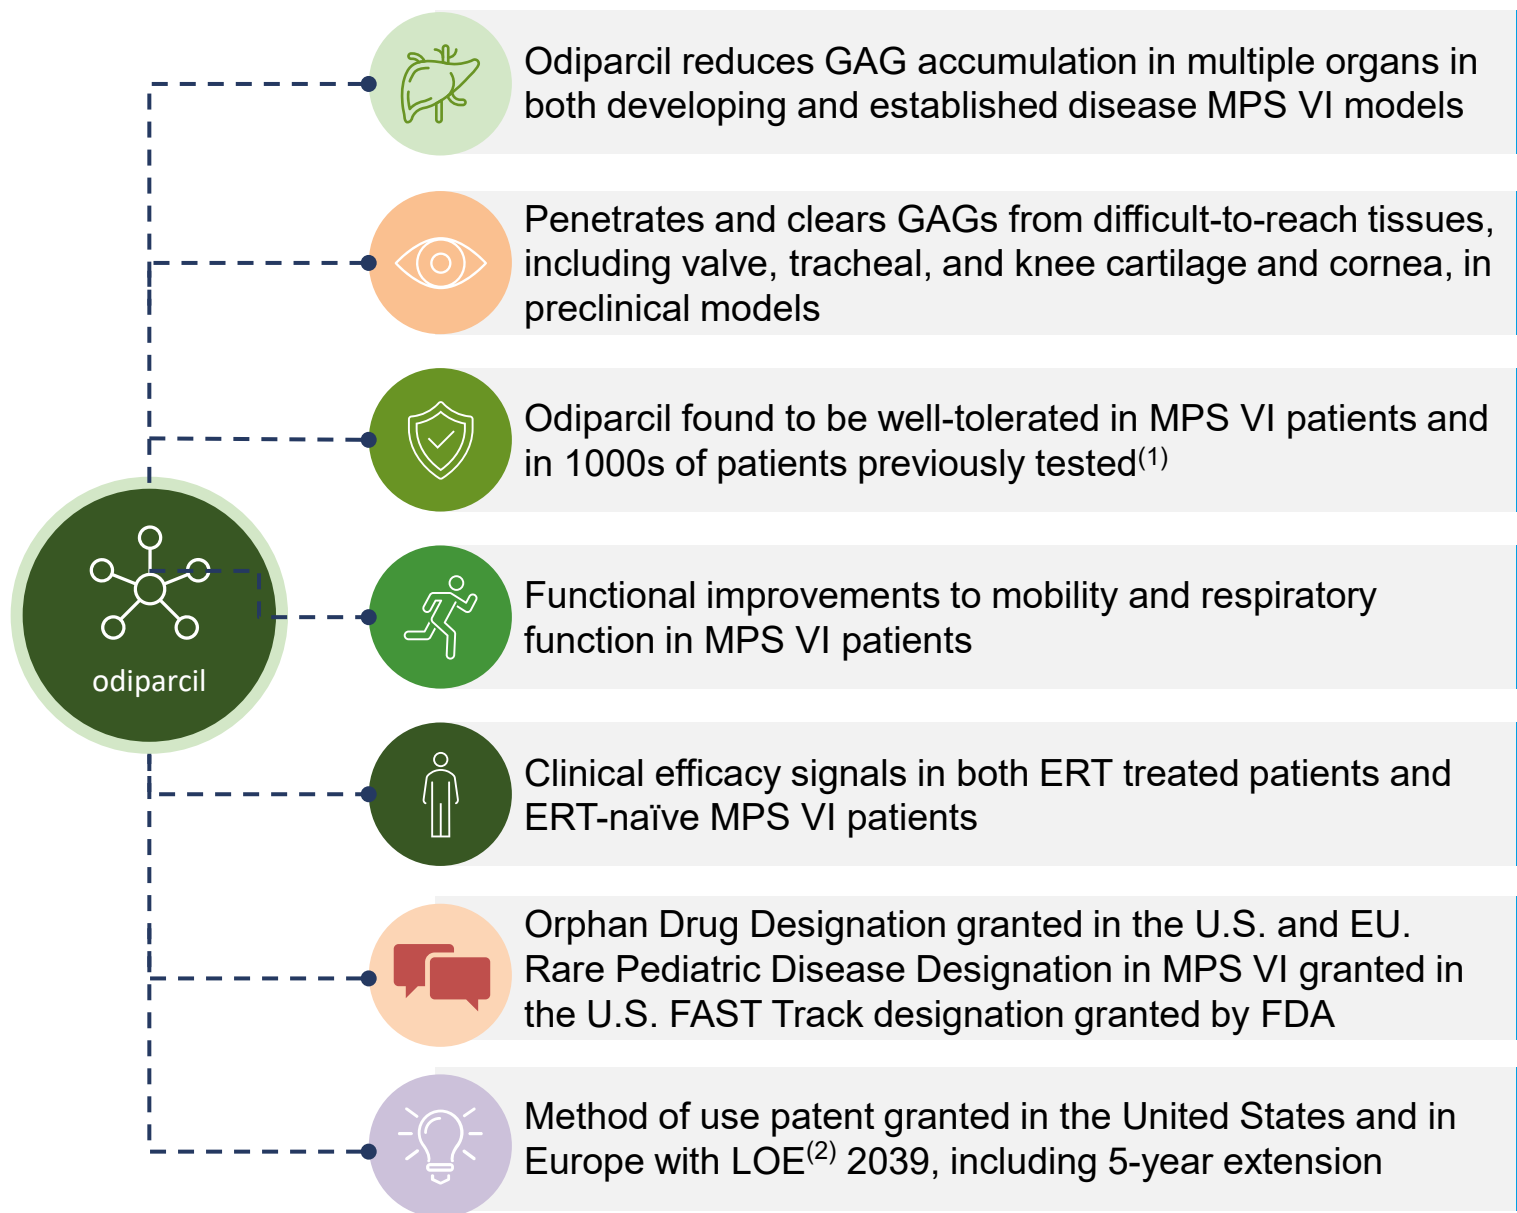 Odiparcil reduces GAG accumulation in multiple organs in
both developing and established disease MPS VI models
Penetrates and clears GAGs from difficult-to-reach tissues,
including valve, tracheal, and knee cartilage and cornea, in
preclinical models
Odiparcil found to be well-tolerated in MPS VI patients and
in 1000s of patients previously tested(1)
odiparcil
Functional improvements to mobility and respiratory
function in MPS VI patients
Clinical efficacy signals in both ERT treated patients and
ERT-naïve MPS VI patients
Orphan Drug Designation granted in the U.S. and EU.
Rare Pediatric Disease Designation in MPS VI granted in
the U.S. FAST Track designation granted by FDA
Method of use patent granted in the United States and in
Europe with LOE(2) 2039, including 5-year extension